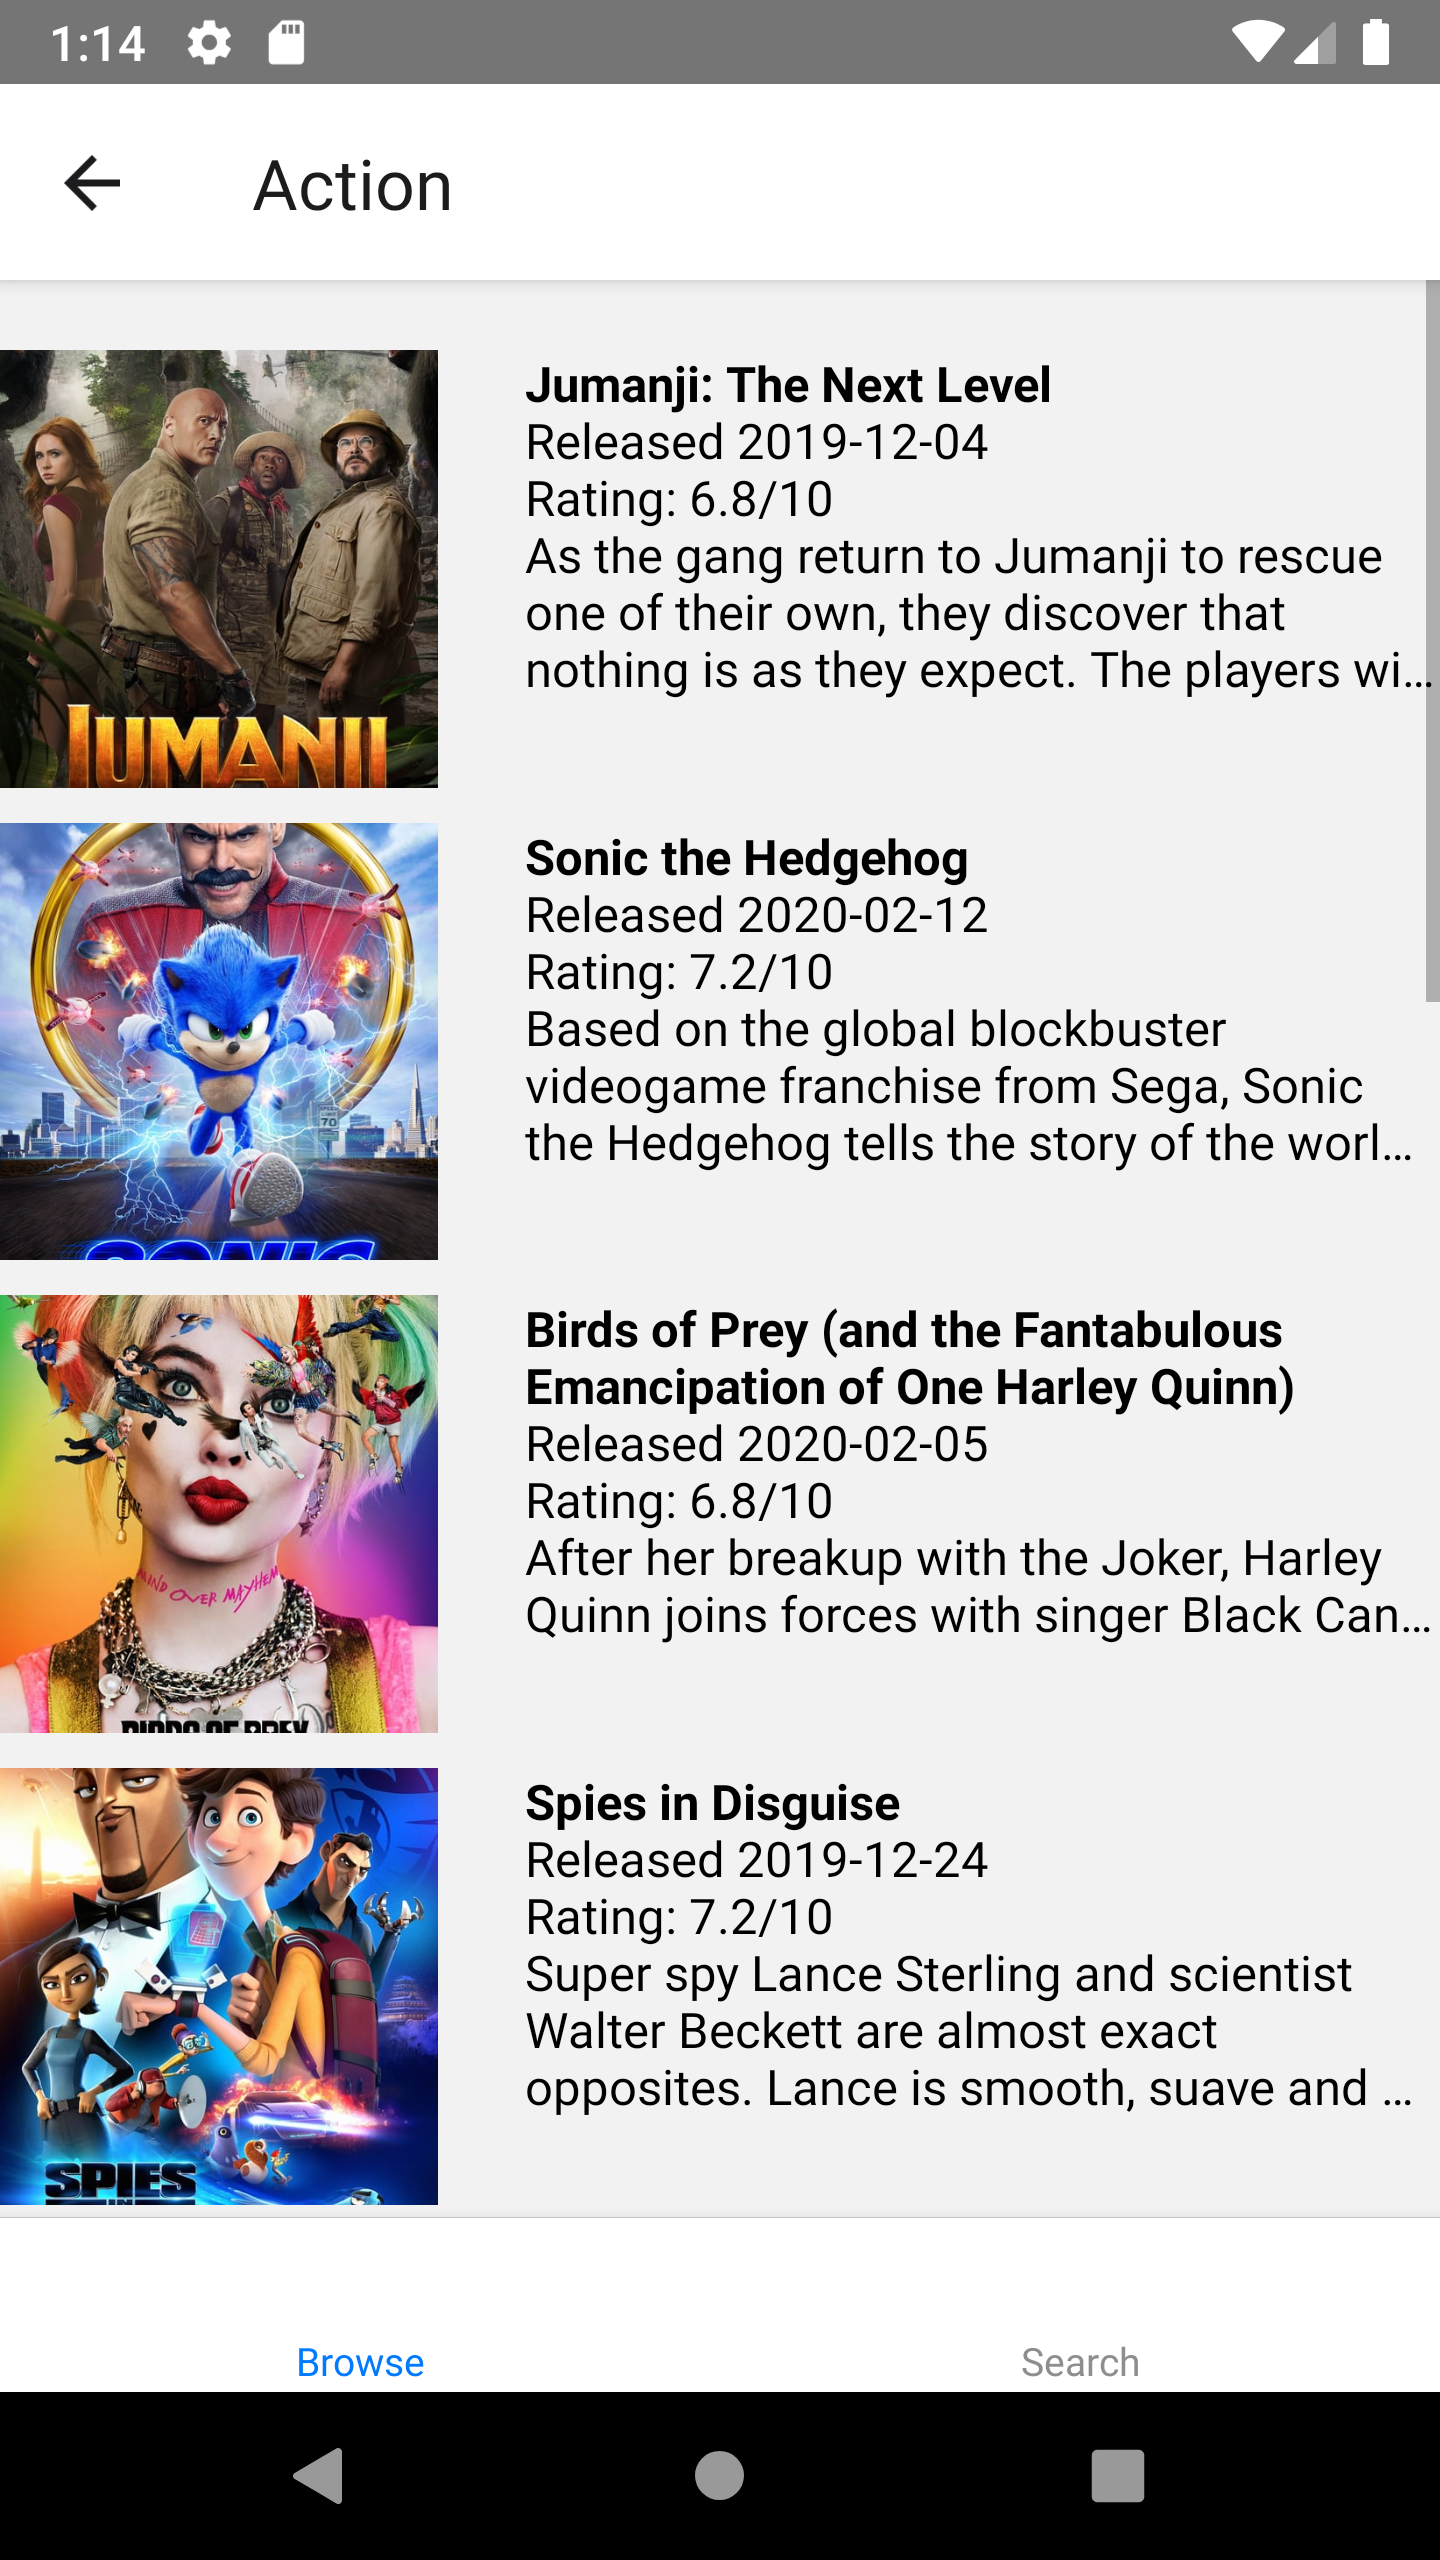 1:14
Action
Jumanji: The Next Level
Released 2019-12-04
Rating: 6.8/10
As the gang return to Jumanji to rescue
one of their own, they discover that
nothing is as they expect. The players wi...
JUMANJI
Sonic the Hedgehog
Released 2020-02-12
Rating: 7.2/10
Based on the global blockbuster
videogame franchise from Sega, Sonic
the Hedgehog tells the story of the worl...
70
SONIC
Birds of Prey (and the Fantabulous
Emancipation of One Harley Quinn)
Released 2020-02-05
Rating: 6.8/10
After her breakup with the Joker, Harley
Quinn joins forces with singer Black Can...
MIND OVER MAYHEM
BIRDS OF PREY
Spies in Disguise
Released 2019-12-24
Rating: 7.2/10
Super spy Lance Sterling and scientist
Walter Beckett are almost exact
opposites. Lance is smooth, suave and ...
SPIES
IN
Browse
Search